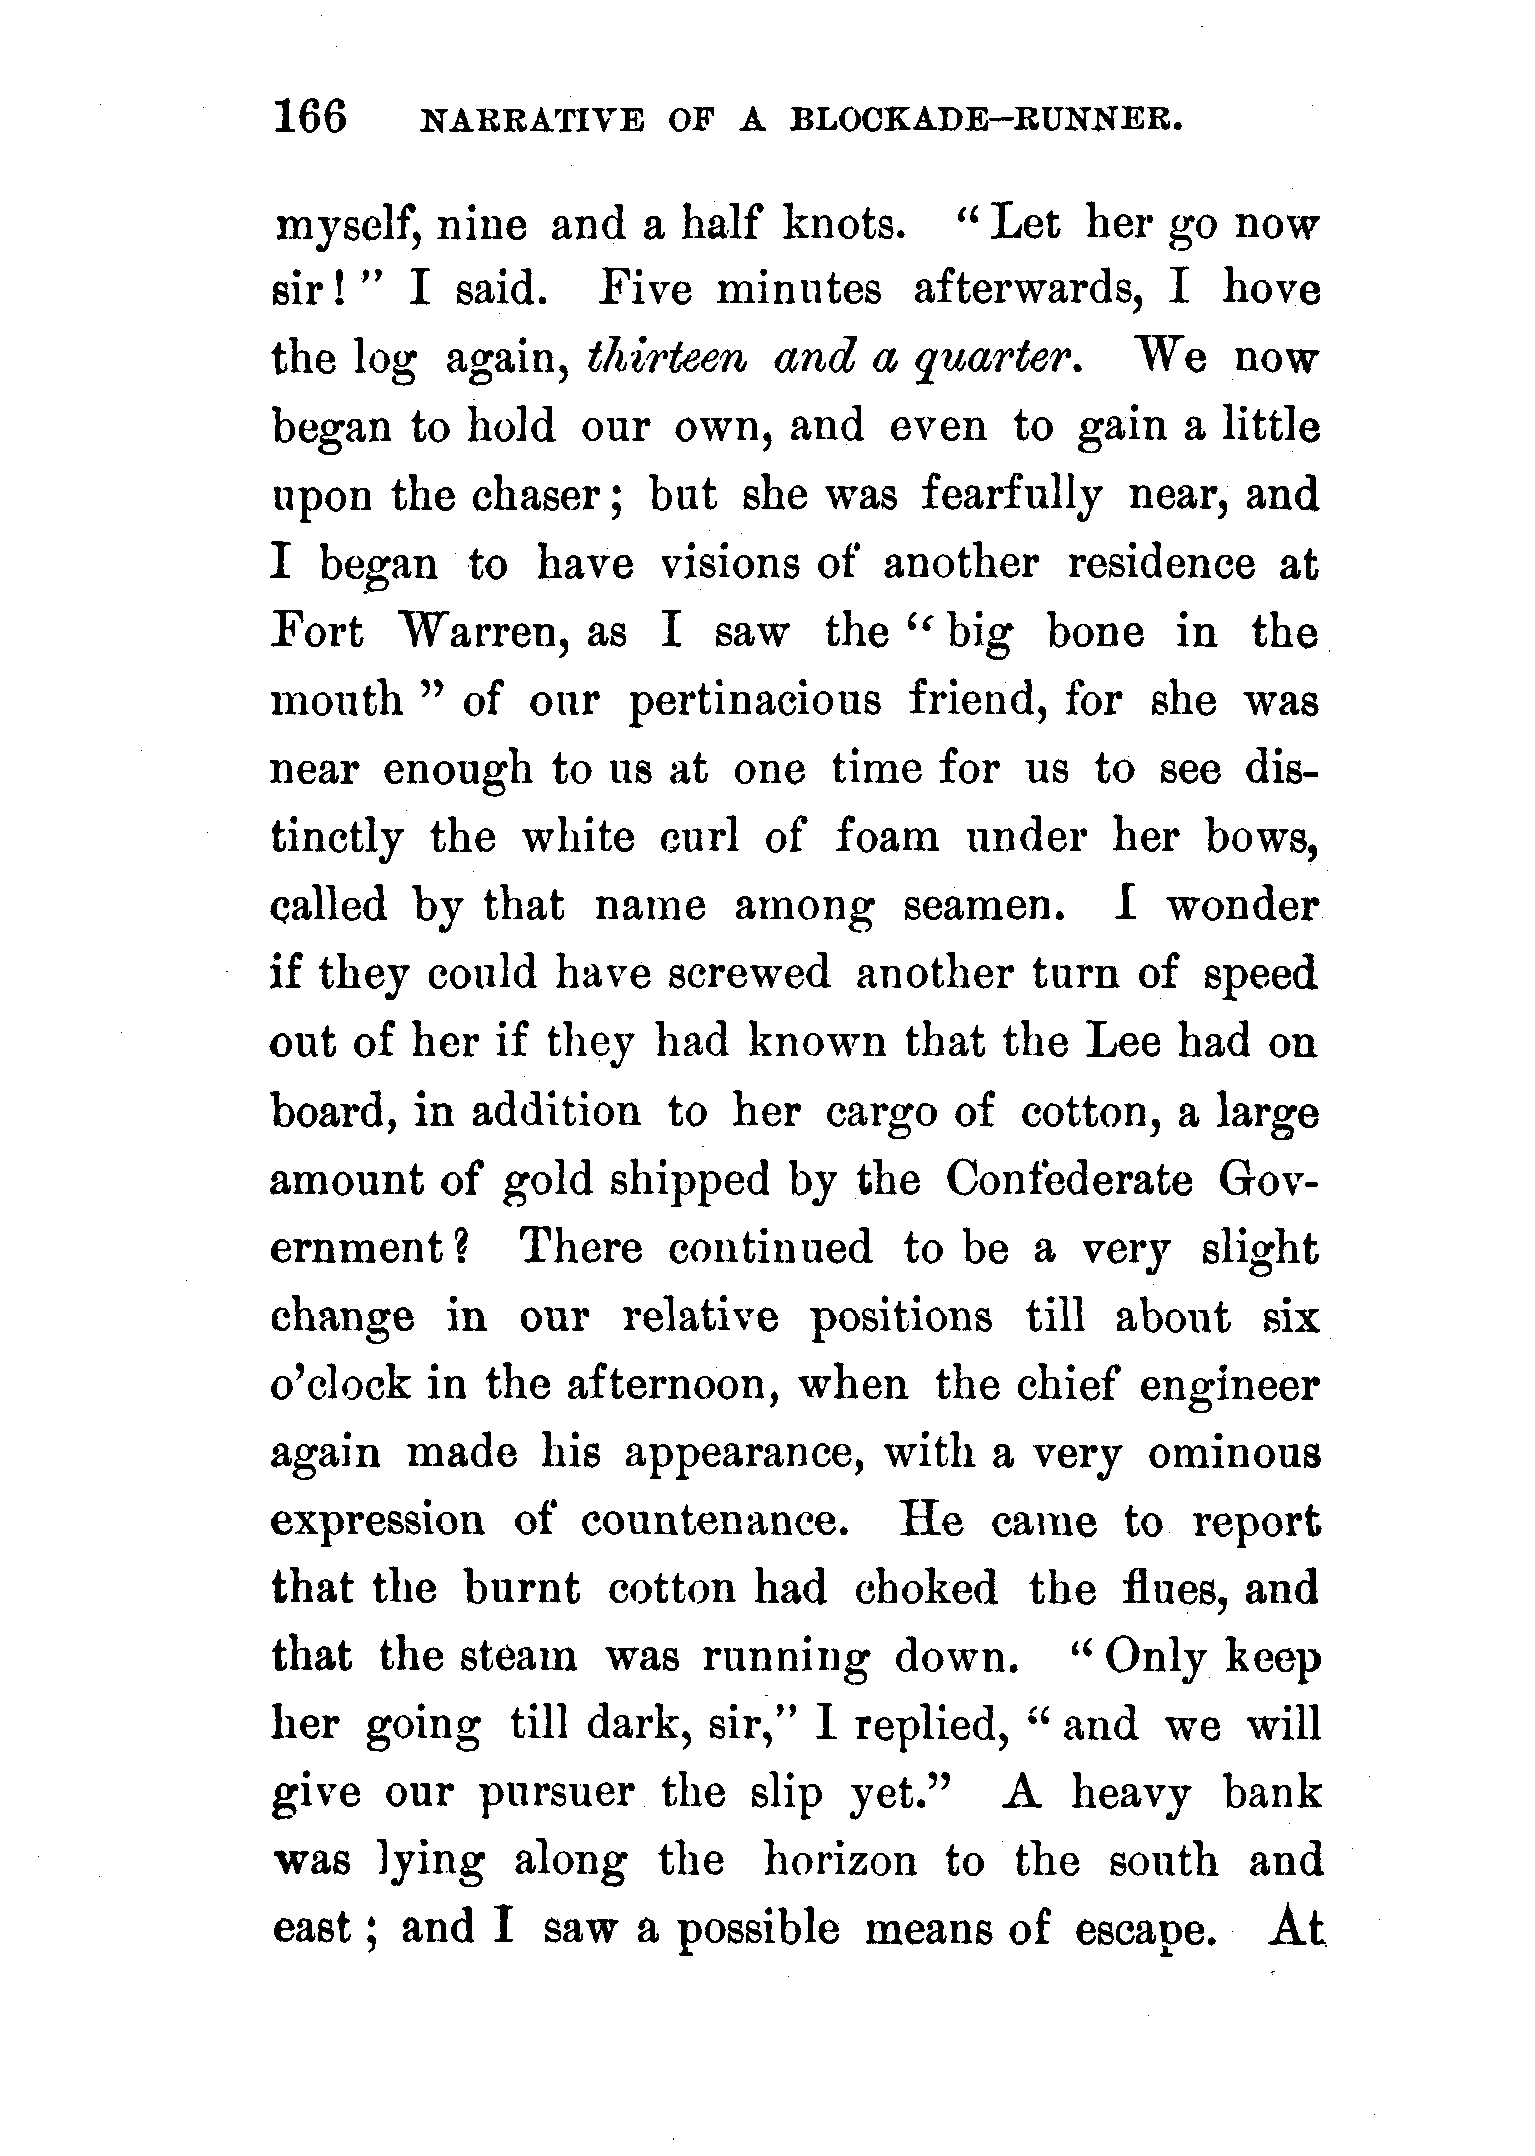 166 NARRATIVE OF A BLOCKADE-RUNNER.
myself, nine and a half knots. "Let her go now
sir!" I said. Five minutes afterwards, I hove
the log again, thirteen and a quarter. We now
began to hold our own, and even to gain a little
upon the chaser; but she was fearfully near, and
I began to have visions of another residence at
Fort Warren, as I saw the "big bone in the
mouth" of our pertinacious friend, for she was
near enough to us at one time for us to see dis-
tinctly the white curl of foam under her bows,
called by that name among seamen. I wonder
if they could have screwed another turn of speed
out of her if they had known that the Lee had on
board, in addition to her cargo of cotton, a large
amount of gold shipped by the Confederate Gov-
ernment? There continued to be a very slight
change in our relative positions till about six
o'clock in the afternoon, when the chief engineer
again made his appearance, with a very ominous
expression of countenance. He came to report
that the burnt cotton had choked the flues, and
that the steam was running down. "Only keep
her going till dark, sir," I replied, "and we will
give our pursuer the slip yet." A heavy bank
was lying along the horizon to the south and
east; and I saw a possible means of escape. At